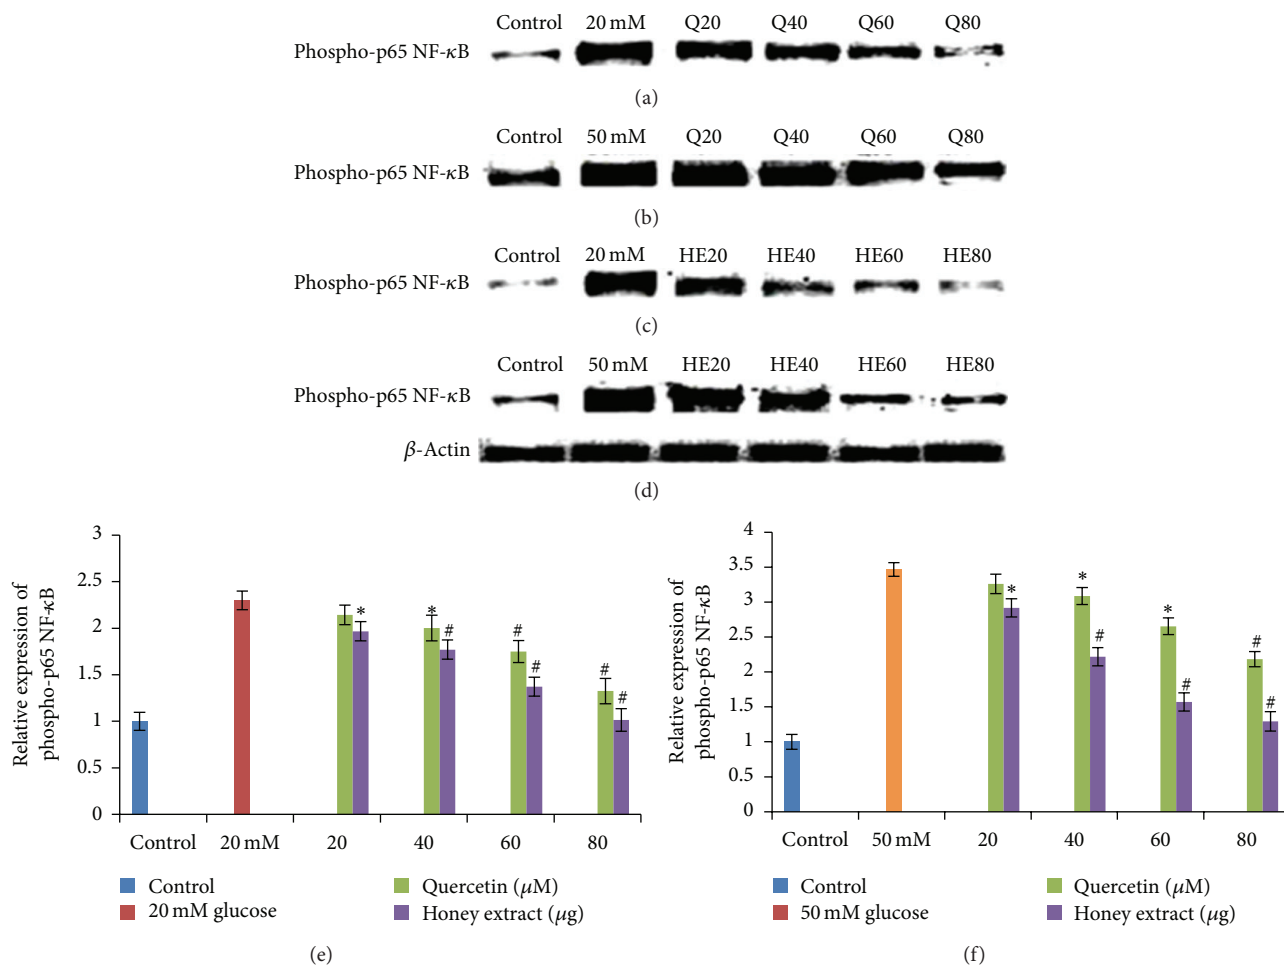 Control 20 mM Q20 Q40 Q60 Q80
Phospho-p65 NF-κB
(a)
Control 50 mM Q20 Q40 Q60 Q80
Phospho-p65 NF-κB
(b)
Control 20 mM HE20 HE40 HE60 HE80
Phospho-p65 NF-κB
(c)
Control 50 mM HE20 HE40 HE60 HE80
Phospho-p65 NF-κB
β-Actin
(d)
Relative expression of
phospho-p65 NF-κB
3
2.5
2
1.5
1
0.5
0
* * # # # # #
Control 20 mM 20 40 60 80
Control
20 mM glucose
Quercetin (μM)
Honey extract (μg)
(e)
Relative expression of
phospho-p65 NF-κB
4
3.5
3
2.5
2
1.5
1
0.5
0
* * # * # # #
Control 50 mM 20 40 60 80
Control
50 mM glucose
Quercetin (μM)
Honey extract (μg)
(f)